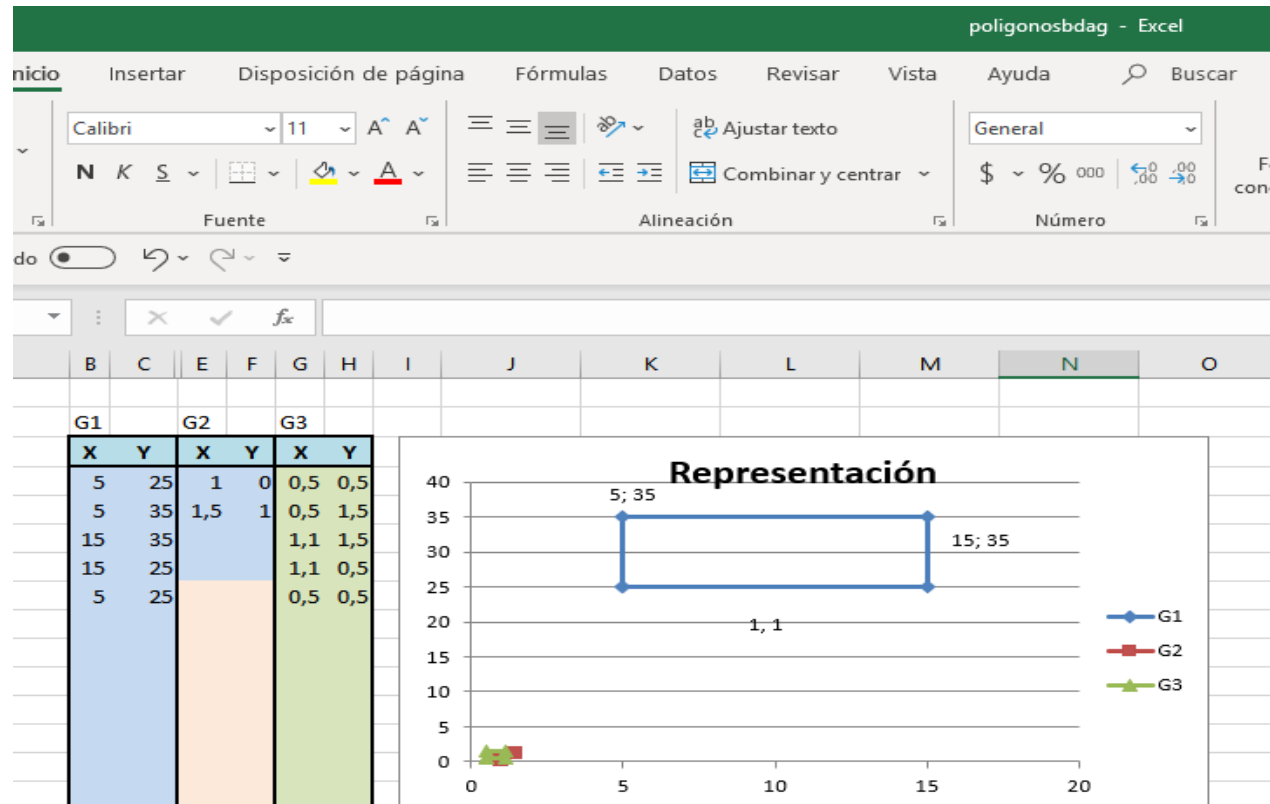 poligonosbdag - Excel
nicio Insertar Disposición de página Fórmulas Datos Revisar Vista Ayuda Buscar
Calibri 11 A A ab Ajustar texto General
N K S A Combinar y centrar $ % 000
Fuente Alineación Número
do
fx
B C E F G H I J K L M N O
G1 G2 G3
X Y X Y X Y
5 25 1 0 0,5 0,5
5 35 1,5 1 0,5 1,5
15 35 1,1 1,5
15 25 1,1 0,5
5 25 0,5 0,5
Representación
40
35
30
25
20
15
10
5
0
0 5 10 15 20
5; 35
15; 35
1, 1
G1
G2
G3